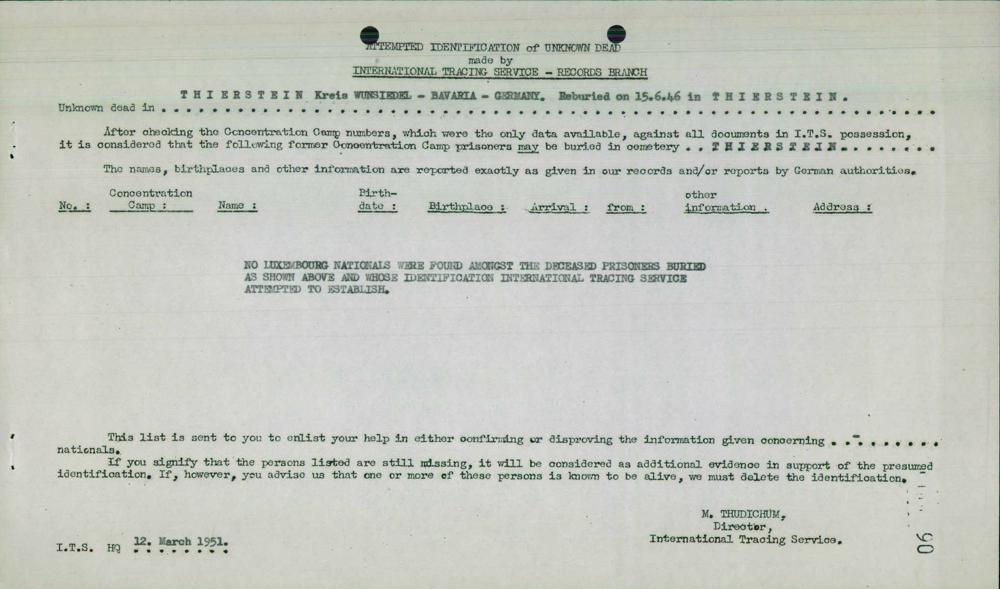 ATTEMPTED IDENTIFICATION of UNKNOWN DEAD
made by
INTERNATIONAL TRACING SERVICE - RECORDS BRANCH
T H I E R S T E I N Kreis WUNSIEDEL - BAVARIA - GERMANY. Reburied on 15.6.46 in T H I E R S T E I N .
Unknown dead in . . . . . . . . . . . . . . . . . . . . . . . . . . . . . . . . . . . . . . . . . . . . . . . . . . . . . . . . . . .
After checking the Concentration Camp numbers, which were the only data available, against all documents in I.T.S. possession,
it is considered that the following former Concentration Camp prisoners may be buried in cemetery . . T H I E R S T E I N . . . . . . . . .
The names, birthplaces and other information are reported exactly as given in our records and/or reports by German authorities.
No. : Concentration Camp : Name : Birth-date : Birthplace : Arrival : from : other information . Address :
NO LUXEMBOURG NATIONALS WERE FOUND AMONGST THE DECEASED PRISONERS BURIED
AS SHOWN ABOVE AND WHOSE IDENTIFICATION INTERNATIONAL TRACING SERVICE
ATTEMPTED TO ESTABLISH.
This list is sent to you to enlist your help in either confirming or disproving the information given concerning . . - . . . . . .
nationals.
If you signify that the persons listed are still missing, it will be considered as additional evidence in support of the presumed
identification. If, however, you advise us that one or more of these persons is known to be alive, we must delete the identification.
M. THUDICHUM,
Director,
International Tracing Service.
I.T.S. HQ 12. March 1951.
90